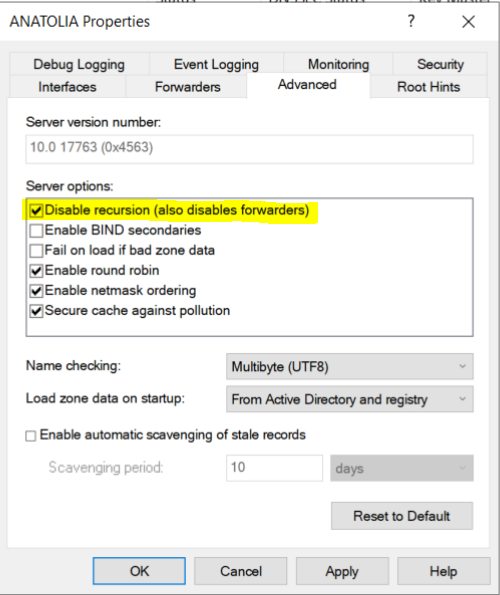 ANATOLIA Properties
?
Debug Logging Event Logging Monitoring Security
Interfaces Forwarders Advanced Root Hints
Server version number:
10.0 17763 (0x4563)
Server options:
Disable recursion (also disables forwarders)
Enable BIND secondaries
Fail on load if bad zone data
Enable round robin
Enable netmask ordering
Secure cache against pollution
Name checking: Multibyte (UTF8)
Load zone data on startup: From Active Directory and registry
Enable automatic scavenging of stale records
Scavenging period: 10 days
Reset to Default
OK Cancel Apply Help